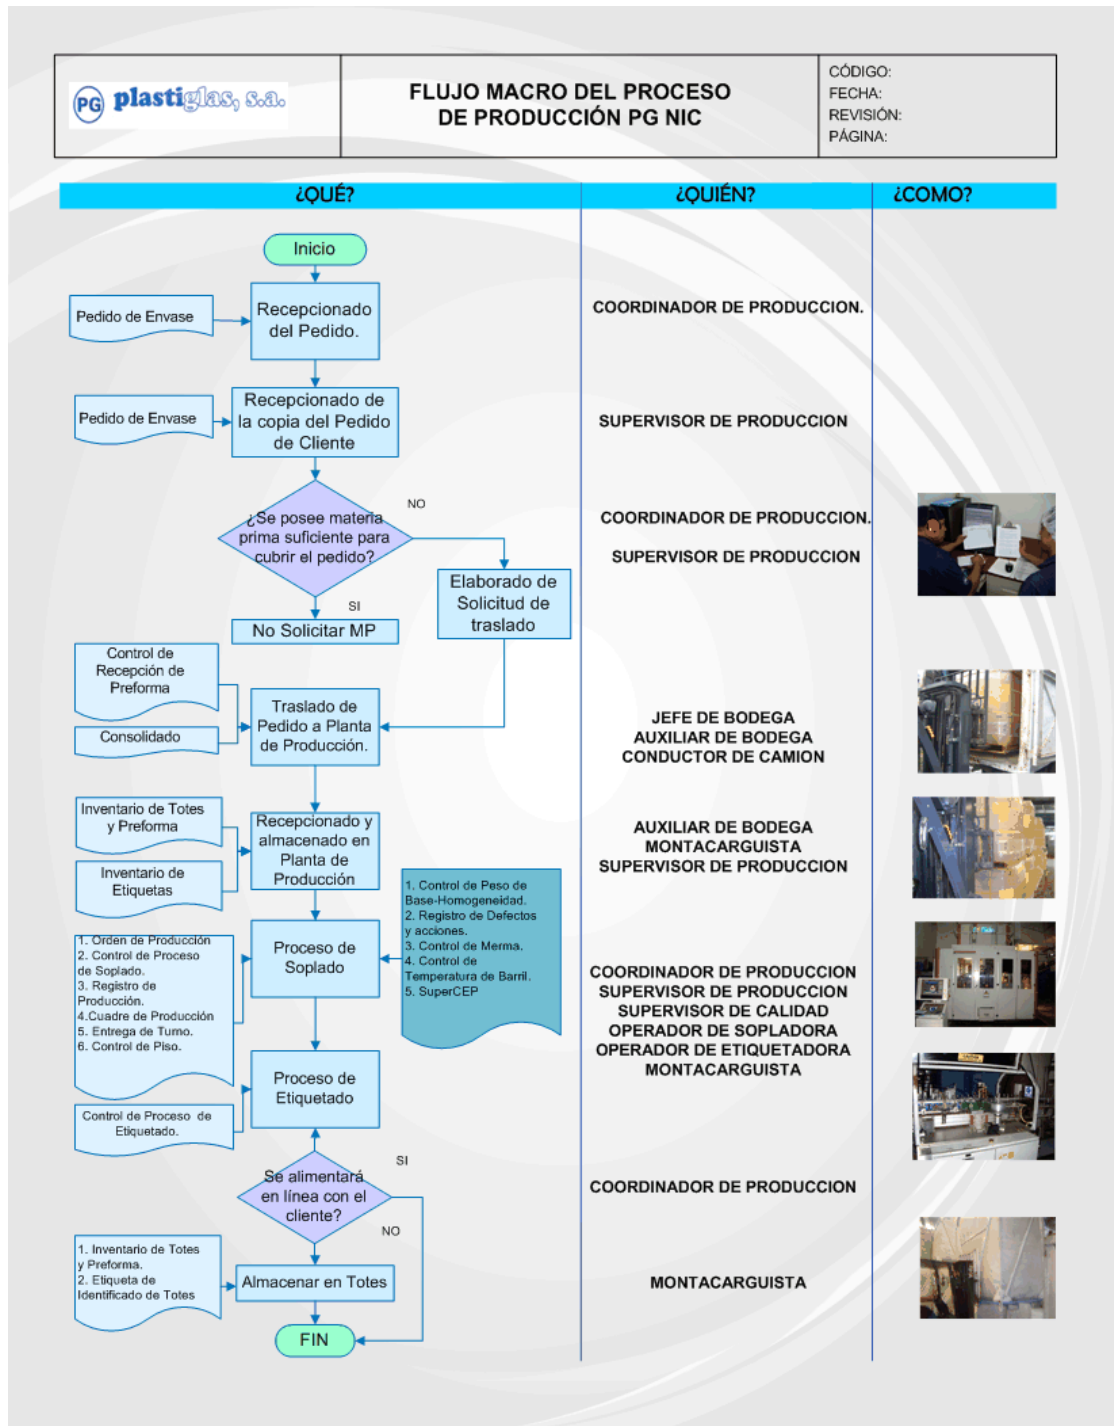 PG plastiglas, s.a.
FLUJO MACRO DEL PROCESO
DE PRODUCCIÓN PG NIC
CÓDIGO:
FECHA:
REVISIÓN:
PÁGINA:
¿QUÉ?
¿QUIÉN?
¿COMO?
Inicio
Pedido de Envase
Recepcionado
del Pedido.
COORDINADOR DE PRODUCCION.
Pedido de Envase
Recepcionado de
la copia del Pedido
de Cliente
SUPERVISOR DE PRODUCCION
¿Se posee materia
prima suficiente para
cubrir el pedido?
NO
SI
COORDINADOR DE PRODUCCION.
SUPERVISOR DE PRODUCCION
Elaborado de
Solicitud de
traslado
No Solicitar MP
Control de
Recepción de
Preforma
Consolidado
Traslado de
Pedido a Planta
de Producción.
JEFE DE BODEGA
AUXILIAR DE BODEGA
CONDUCTOR DE CAMION
Inventario de Totes
y Preforma
Inventario de
Etiquetas
Recepcionado y
almacenado en
Planta de
Producción
AUXILIAR DE BODEGA
MONTACARGUISTA
SUPERVISOR DE PRODUCCION
1. Orden de Producción
2. Control de Proceso
de Soplado.
3. Registro de
Producción.
4.Cuadre de Producción
5. Entrega de Turno.
6. Control de Piso.
Proceso de
Soplado
1. Control de Peso de
Base-Homogeneidad.
2. Registro de Defectos
y acciones.
3. Control de Merma.
4. Control de
Temperatura de Barril.
5. SuperCEP
COORDINADOR DE PRODUCCION
SUPERVISOR DE PRODUCCION
SUPERVISOR DE CALIDAD
OPERADOR DE SOPLADORA
OPERADOR DE ETIQUETADORA
MONTACARGUISTA
Control de Proceso de
Etiquetado.
Proceso de
Etiquetado
Se alimentará
en línea con el
cliente?
SI
NO
COORDINADOR DE PRODUCCION
1. Inventario de Totes
y Preforma.
2. Etiqueta de
Identificado de Totes
Almacenar en Totes
MONTACARGUISTA
FIN